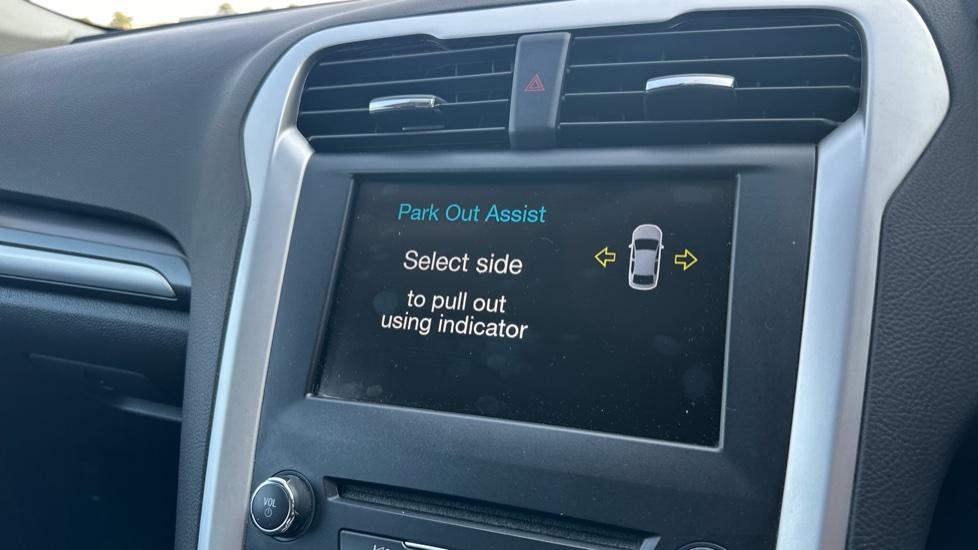 Park Out Assist
Select side
to pull out
using indicator
VOL